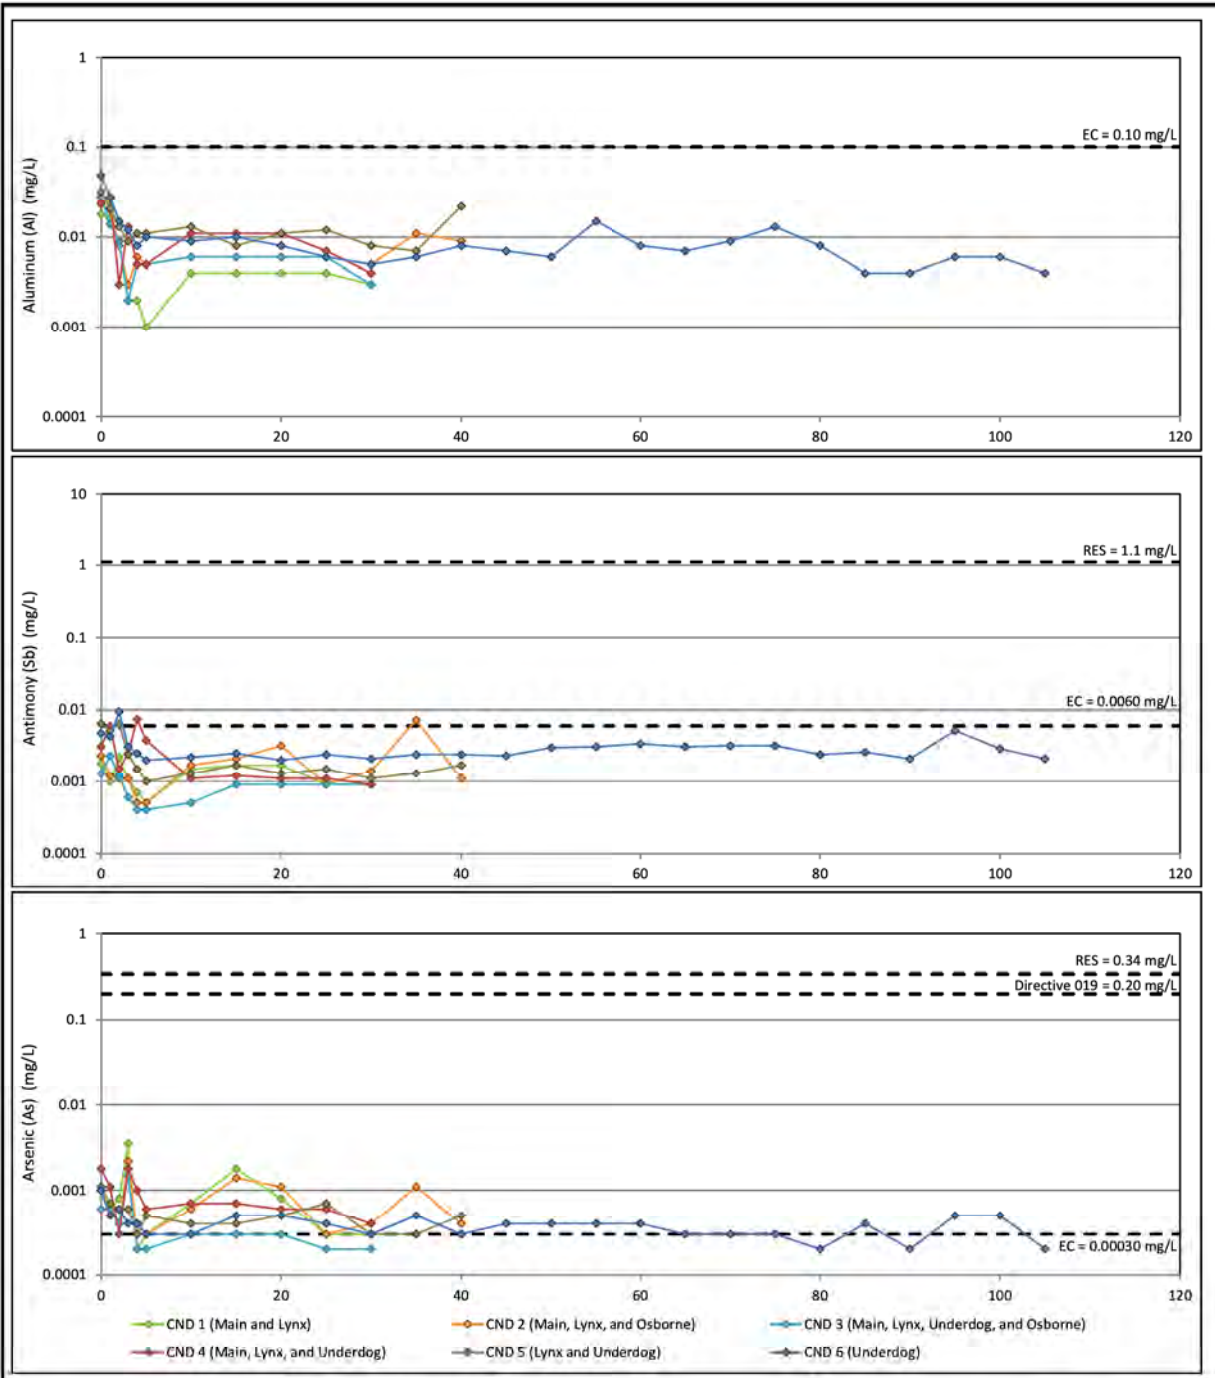 1
0.1
0.01
0.001
0.0001
Aluminum (Al) (mg/L)
EC = 0.10 mg/L
0 20 40 60 80 100 120
10
1
0.1
0.01
0.001
0.0001
Antimony (Sb) (mg/L)
RES = 1.1 mg/L
EC = 0.0060 mg/L
0 20 40 60 80 100 120
1
0.1
0.01
0.001
0.0001
Arsenic (As) (mg/L)
RES = 0.34 mg/L
Directive 019 = 0.20 mg/L
EC = 0.00030 mg/L
0 20 40 60 80 100 120
CND 1 (Main and Lynx) CND 2 (Main, Lynx, and Osborne) CND 3 (Main, Lynx, Underdog, and Osborne)
CND 4 (Main, Lynx, and Underdog) CND 5 (Lynx and Underdog) CND 6 (Underdog)